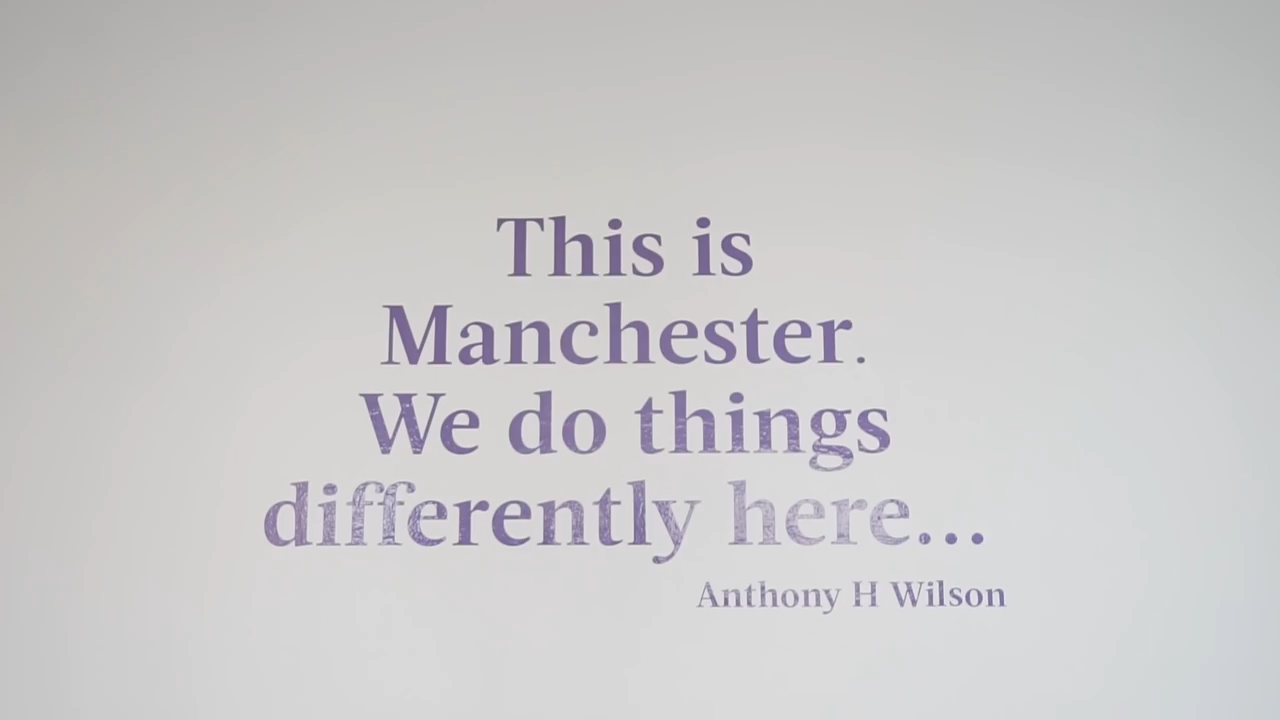 This is
Manchester.
We do things
differently here...
Anthony H Wilson